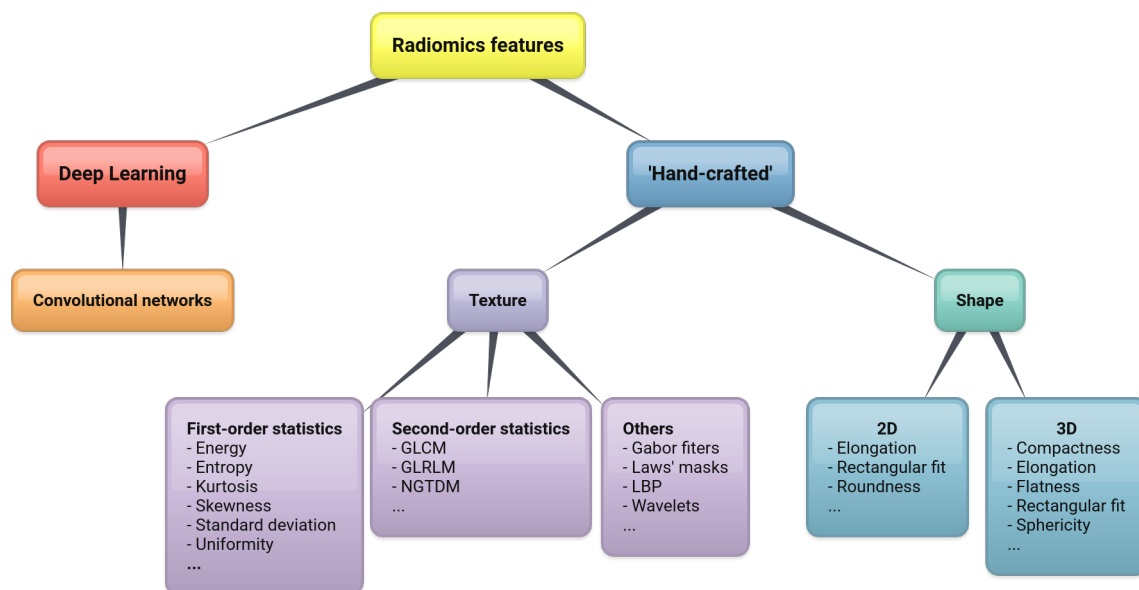 Radiomics features
Deep Learning
'Hand-crafted'
Convolutional networks
Texture
Shape
First-order statistics
- Energy
- Entropy
- Kurtosis
- Skewness
- Standard deviation
- Uniformity
...
Second-order statistics
- GLCM
- GLRLM
- NGTDM
...
Others
- Gabor fiters
- Laws' masks
- LBP
- Wavelets
...
2D
- Elongation
- Rectangular fit
- Roundness
...
3D
- Compactness
- Elongation
- Flatness
- Rectangular fit
- Sphericity
...